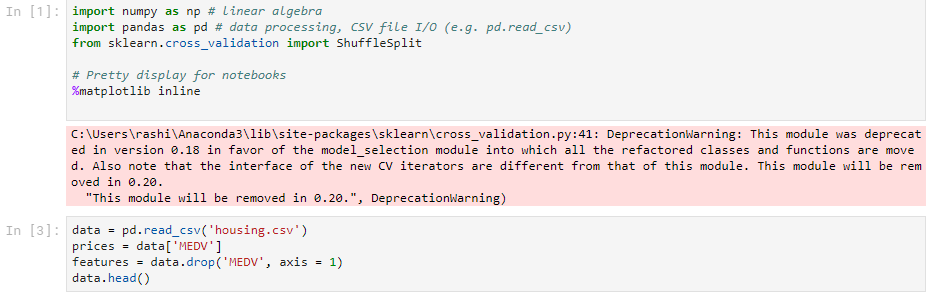 In [1]:
import numpy as np # linear algebra
import pandas as pd # data processing, CSV file I/O (e.g. pd.read_csv)
from sklearn.cross_validation import ShuffleSplit
# Pretty display for notebooks
%matplotlib inline
C:\Users\rashi\Anaconda3\lib\site-packages\sklearn\cross_validation.py:41: DeprecationWarning: This module was deprecat
ed in version 0.18 in favor of the model_selection module into which all the refactored classes and functions are move
d. Also note that the interface of the new CV iterators are different from that of this module. This module will be rem
oved in 0.20.
"This module will be removed in 0.20.", DeprecationWarning)
In [3]:
data = pd.read_csv('housing.csv')
prices = data['MEDV']
features = data.drop('MEDV', axis = 1)
data.head()